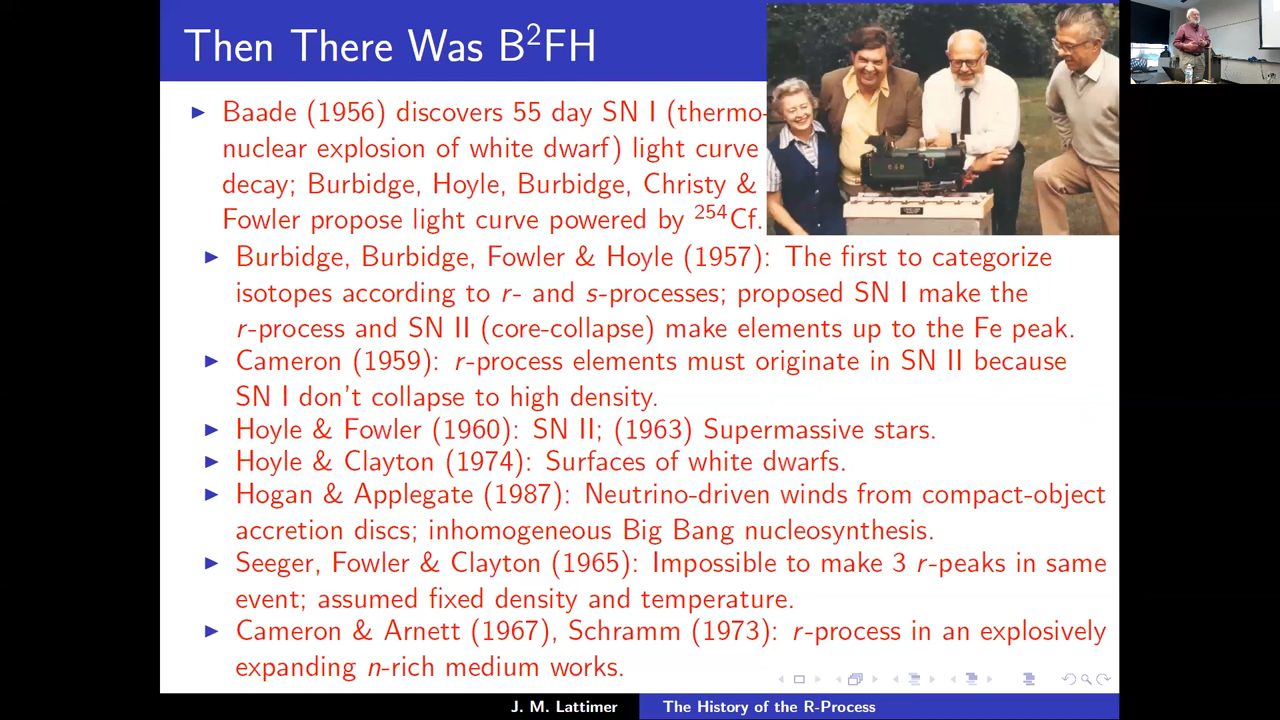 Then There Was B²FH
▶ Baade (1956) discovers 55 day SN I (thermo-
nuclear explosion of white dwarf) light curve
decay; Burbidge, Hoyle, Burbidge, Christy &
Fowler propose light curve powered by ²⁵⁴Cf.
▶ Burbidge, Burbidge, Fowler & Hoyle (1957): The first to categorize
isotopes according to r- and s-processes; proposed SN I make the
r-process and SN II (core-collapse) make elements up to the Fe peak.
▶ Cameron (1959): r-process elements must originate in SN II because
SN I don't collapse to high density.
▶ Hoyle & Fowler (1960): SN II; (1963) Supermassive stars.
▶ Hoyle & Clayton (1974): Surfaces of white dwarfs.
▶ Hogan & Applegate (1987): Neutrino-driven winds from compact-object
accretion discs; inhomogeneous Big Bang nucleosynthesis.
▶ Seeger, Fowler & Clayton (1965): Impossible to make 3 r-peaks in same
event; assumed fixed density and temperature.
▶ Cameron & Arnett (1967), Schramm (1973): r-process in an explosively
expanding n-rich medium works.
J. M. Lattimer The History of the R-Process